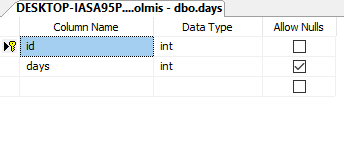 DESKTOP-IASA95P....olmis - dbo.days
Column Name Data Type Allow Nulls
id int
days int